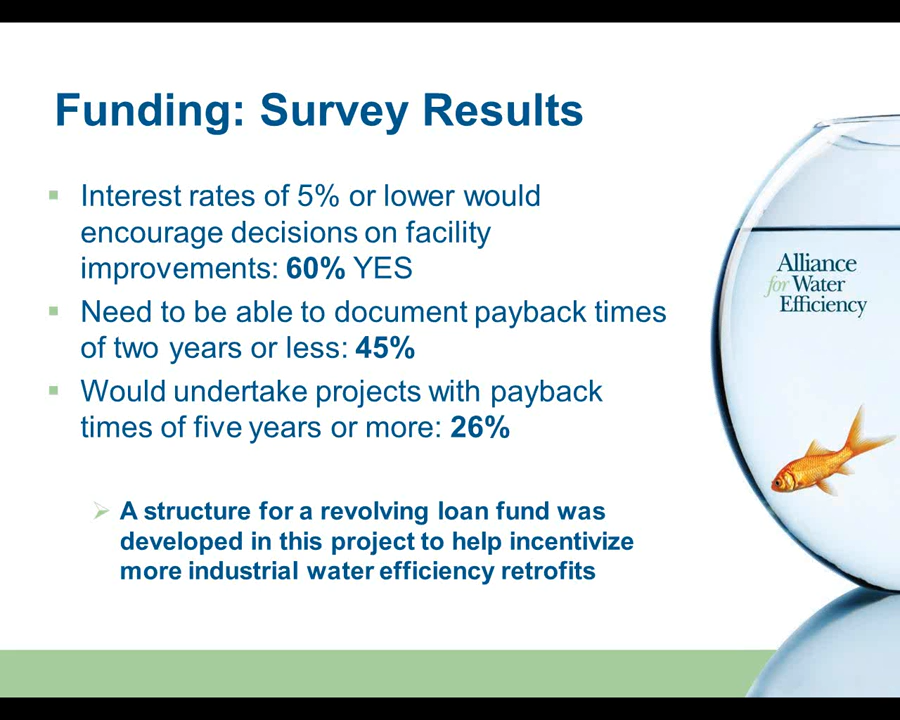 Funding: Survey Results
Interest rates of 5% or lower would
encourage decisions on facility
improvements: 60% YES
Need to be able to document payback times
of two years or less: 45%
Would undertake projects with payback
times of five years or more: 26%
A structure for a revolving loan fund was
developed in this project to help incentivize
more industrial water efficiency retrofits
Alliance
for Water
Efficiency